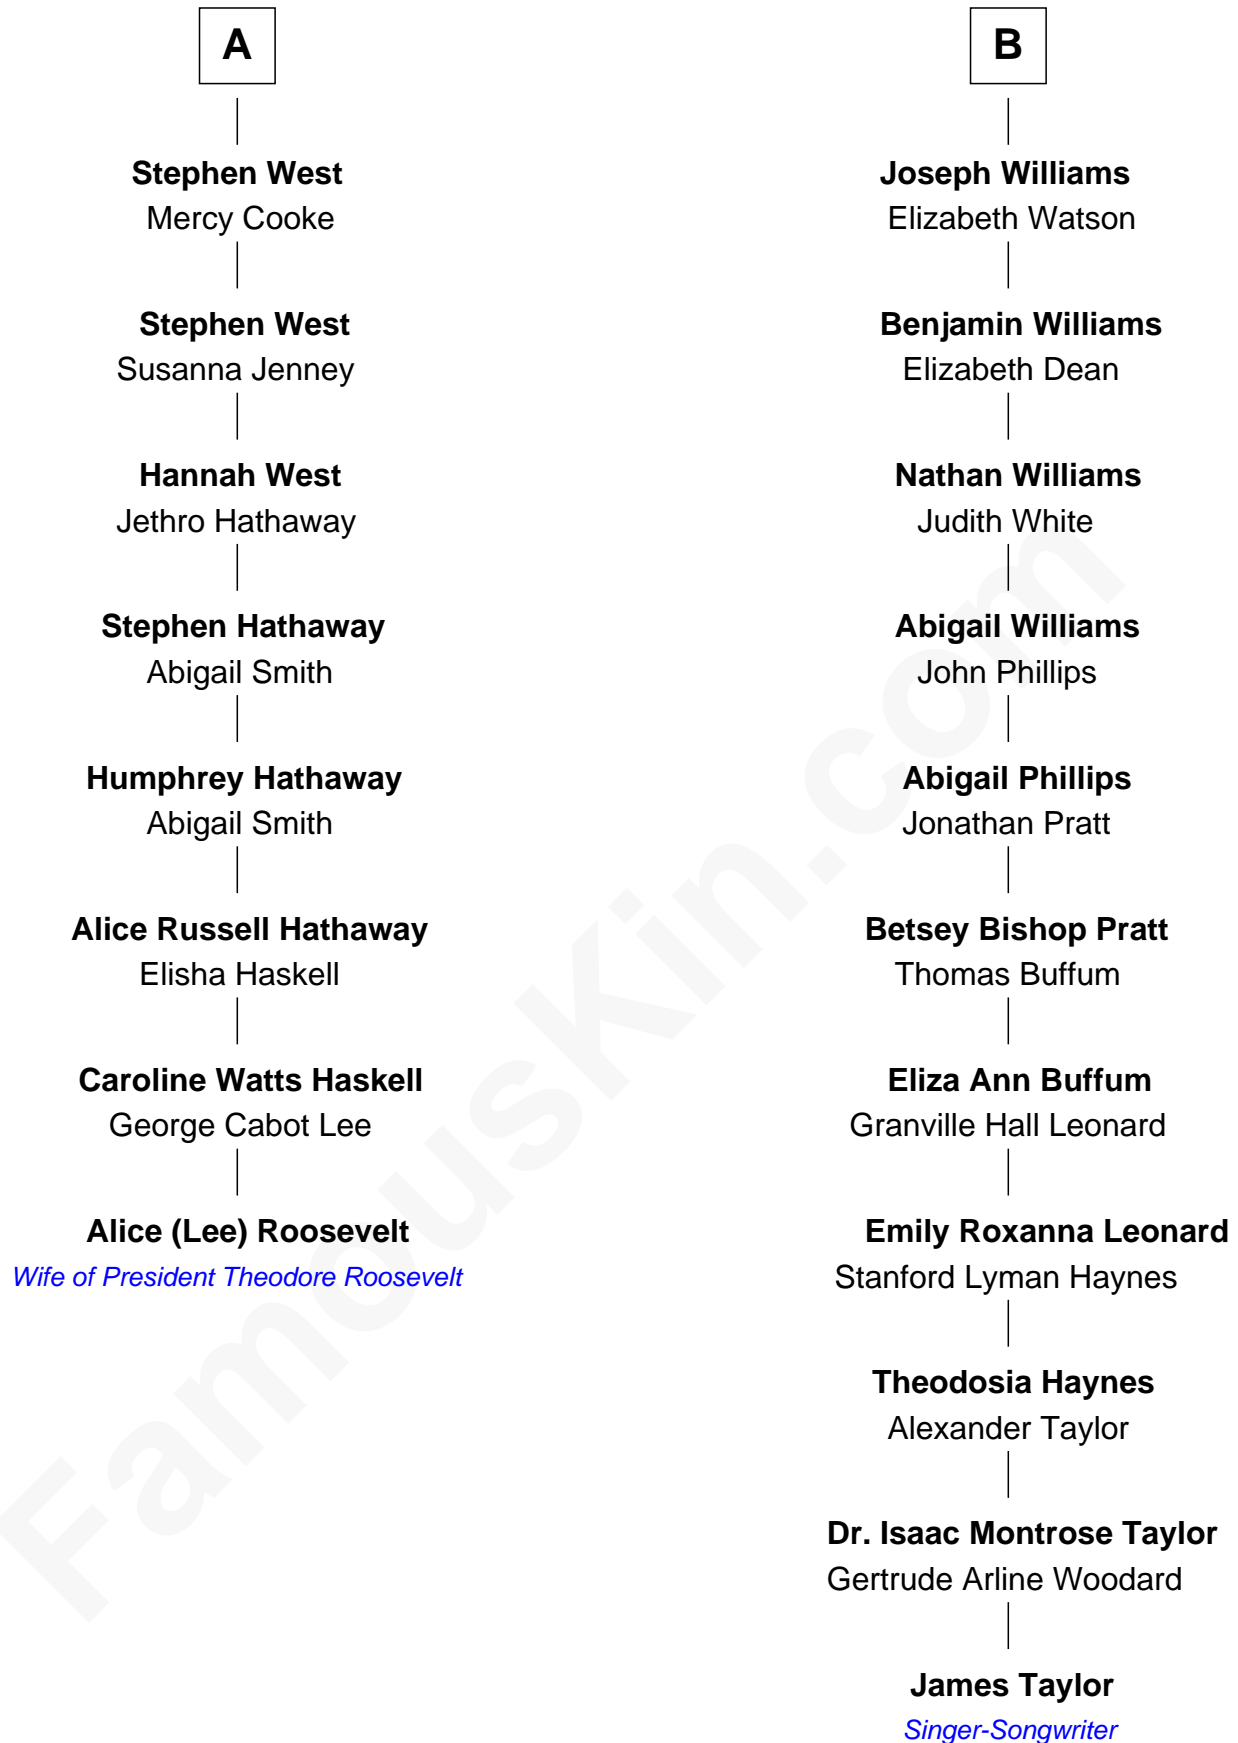 A
Stephen West
Mercy Cooke
Stephen West
Susanna Jenney
Hannah West
Jethro Hathaway
Stephen Hathaway
Abigail Smith
Humphrey Hathaway
Abigail Smith
Alice Russell Hathaway
Elisha Haskell
Caroline Watts Haskell
George Cabot Lee
Alice (Lee) Roosevelt
Wife of President Theodore Roosevelt
B
Joseph Williams
Elizabeth Watson
Benjamin Williams
Elizabeth Dean
Nathan Williams
Judith White
Abigail Williams
John Phillips
Abigail Phillips
Jonathan Pratt
Betsey Bishop Pratt
Thomas Buffum
Eliza Ann Buffum
Granville Hall Leonard
Emily Roxanna Leonard
Stanford Lyman Haynes
Theodosia Haynes
Alexander Taylor
Dr. Isaac Montrose Taylor
Gertrude Arline Woodard
James Taylor
Singer-Songwriter
FamousKin.com